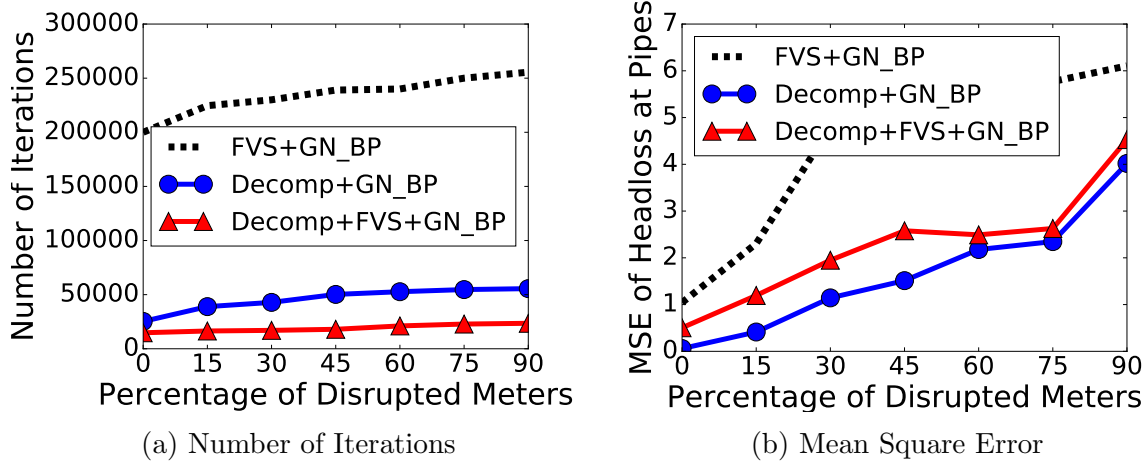 300000
250000
200000
150000
100000
50000
0
Number of Iterations
FVS+GN_BP
Decomp+GN_BP
Decomp+FVS+GN_BP
0 15 30 45 60 75 90
Percentage of Disrupted Meters
(a) Number of Iterations
7
6
5
4
3
2
1
0
MSE of Headloss at Pipes
FVS+GN_BP
Decomp+GN_BP
Decomp+FVS+GN_BP
0 15 30 45 60 75 90
Percentage of Disrupted Meters
(b) Mean Square Error